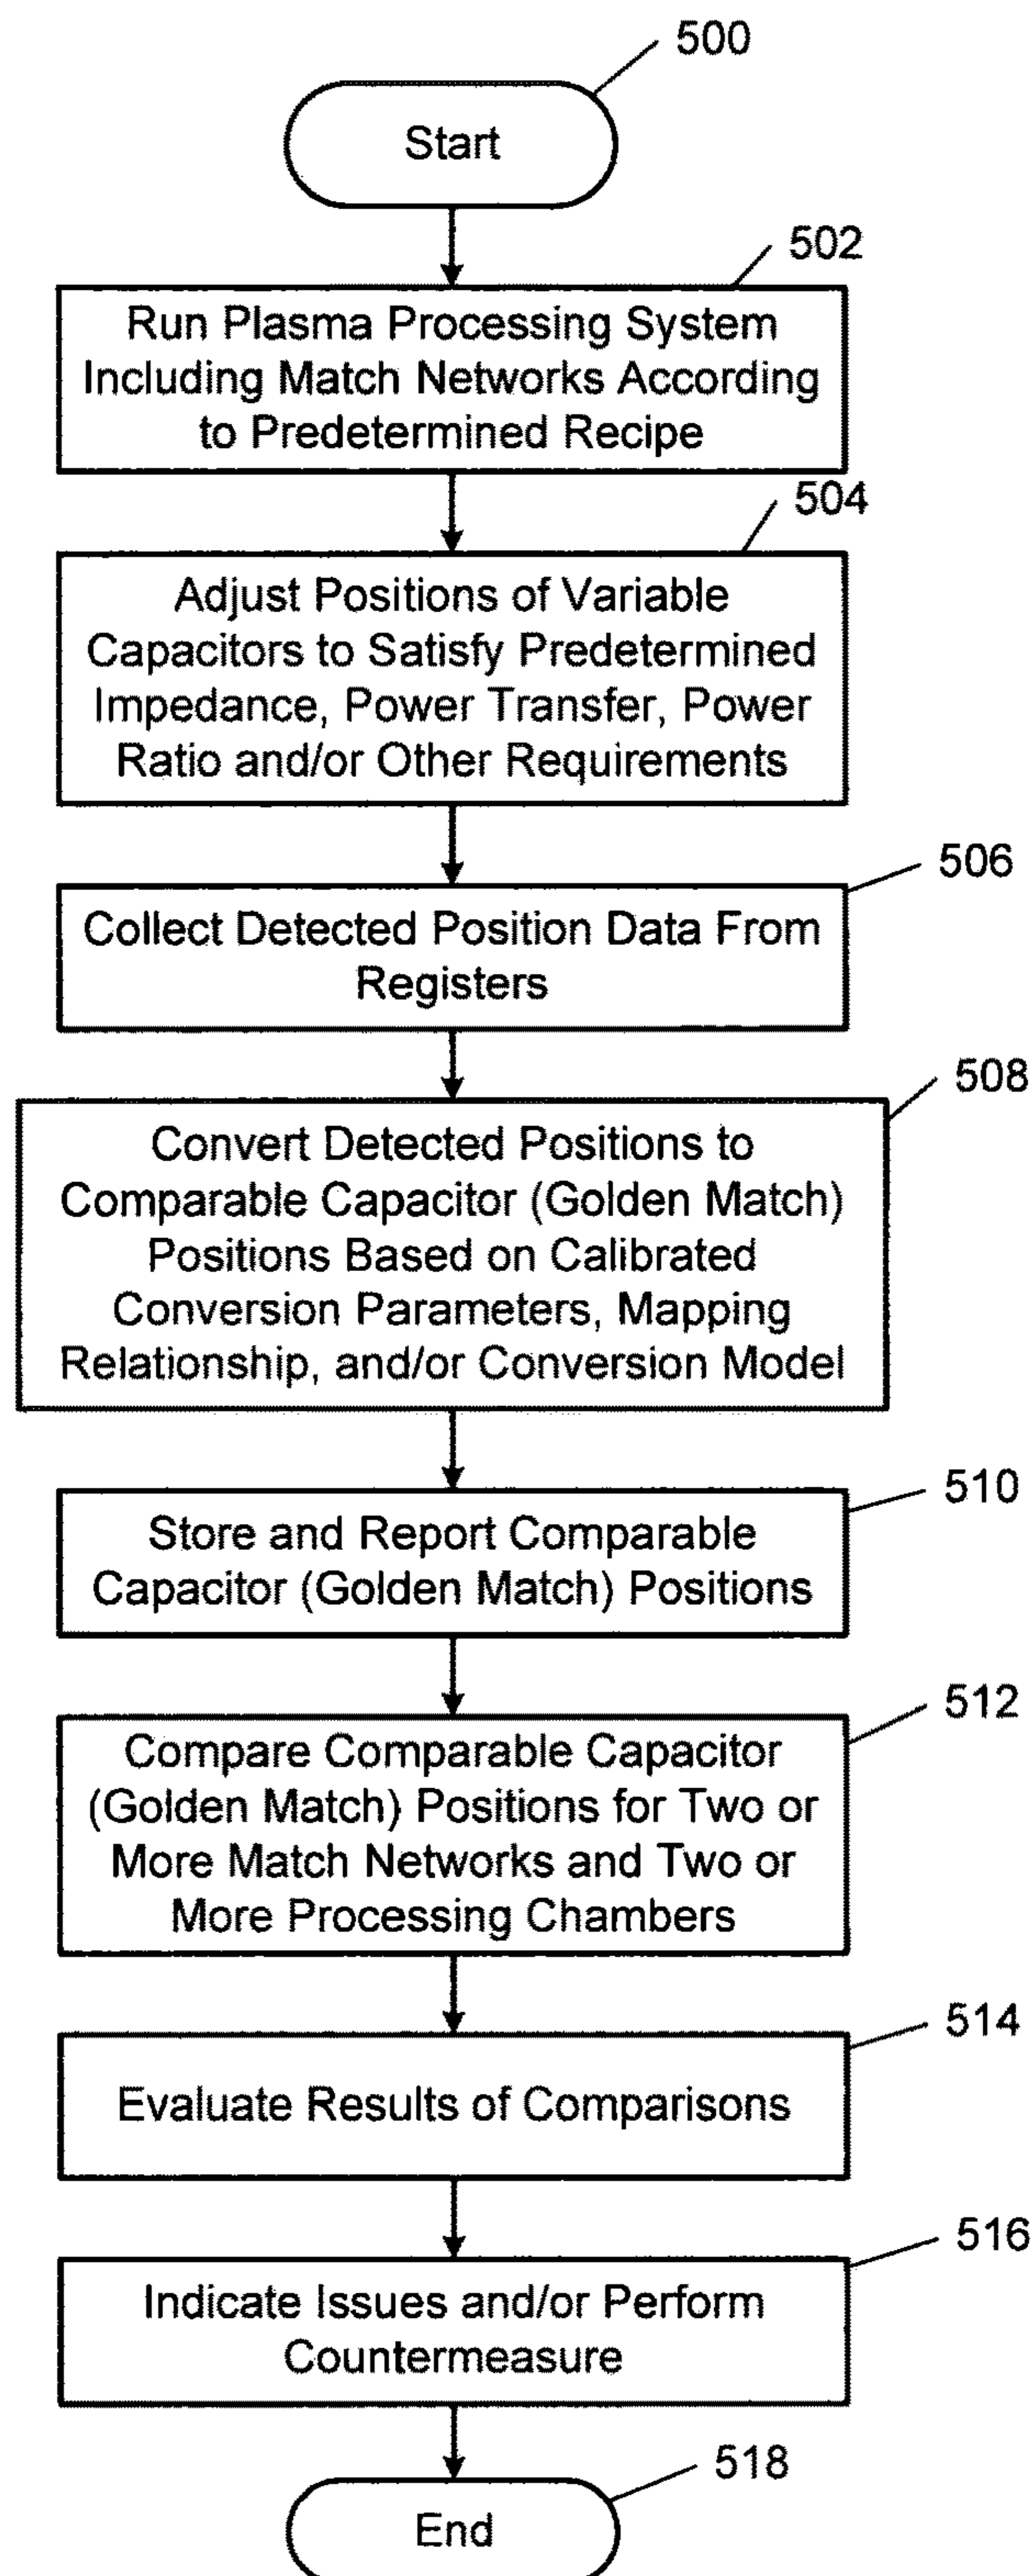 500
Start
502
Run Plasma Processing System
Including Match Networks According
to Predetermined Recipe
504
Adjust Positions of Variable
Capacitors to Satisfy Predetermined
Impedance, Power Transfer, Power
Ratio and/or Other Requirements
506
Collect Detected Position Data From
Registers
508
Convert Detected Positions to
Comparable Capacitor (Golden Match)
Positions Based on Calibrated
Conversion Parameters, Mapping
Relationship, and/or Conversion Model
510
Store and Report Comparable
Capacitor (Golden Match) Positions
512
Compare Comparable Capacitor
(Golden Match) Positions for Two or
More Match Networks and Two or
More Processing Chambers
514
Evaluate Results of Comparisons
516
Indicate Issues and/or Perform
Countermeasure
518
End